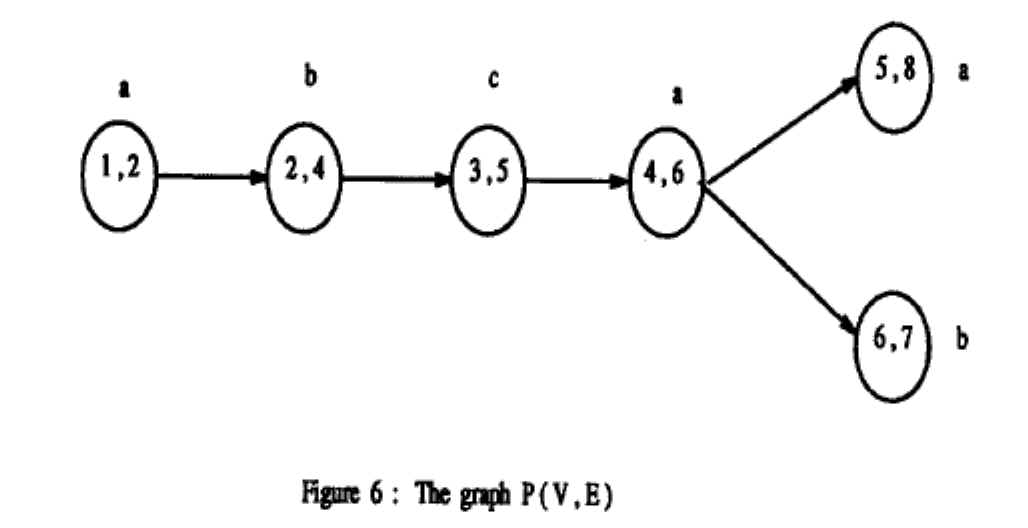 a b c a
1,2 2,4 3,5 4,6
5,8 a
6,7 b
Figure 6 : The graph P(V,E)